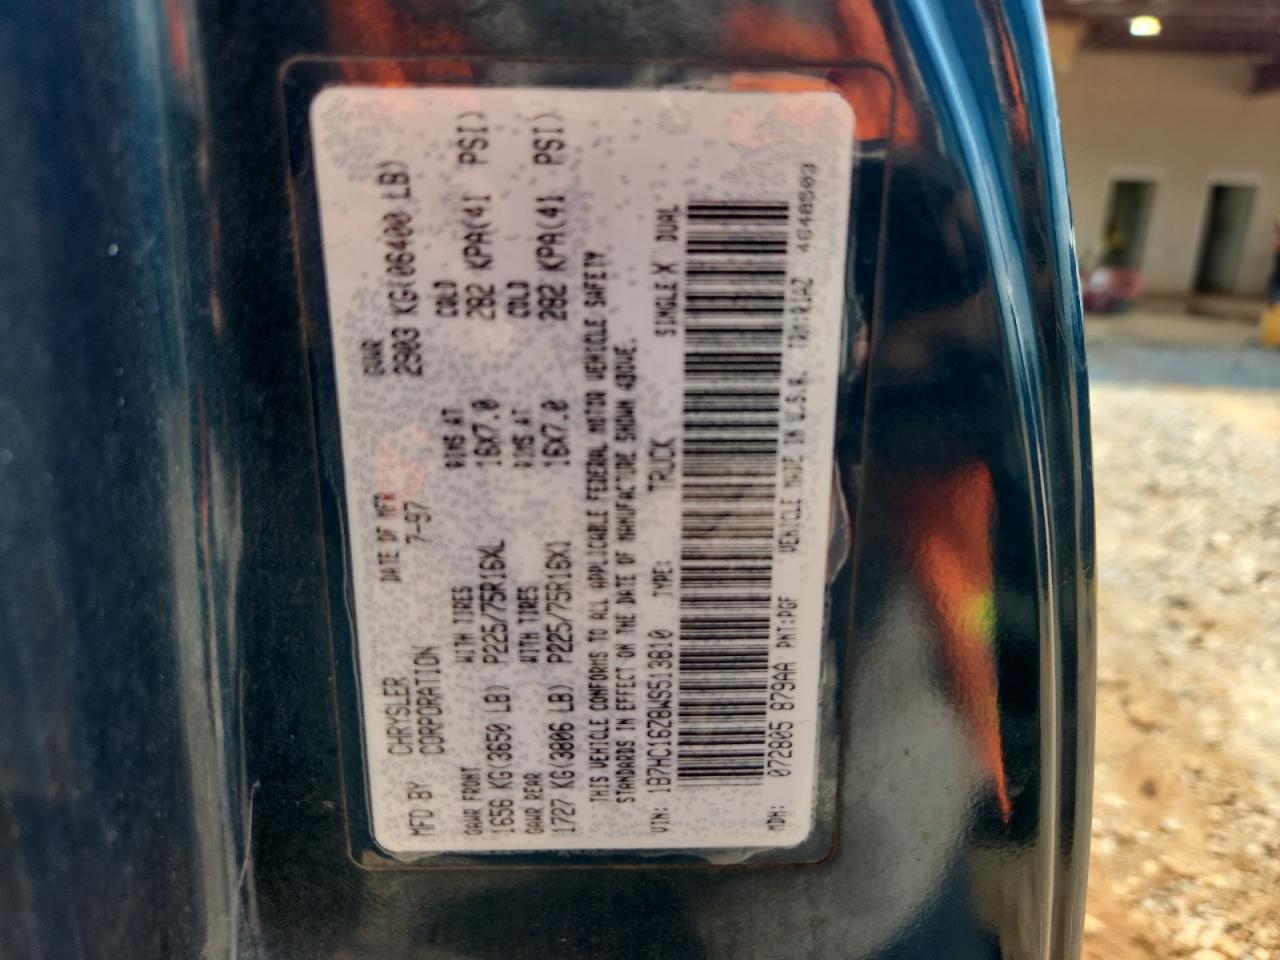 MFD BY CHRYSLER CORPORATION DATE OF MFR 7-97 GVWR 2903 KG(06400 LB)
GAWR FRONT WITH TIRES RIMS AT COLD
1656 KG(3650 LB) P225/75R16XL 16X7.0 282 KPA(41 PSI)
GAWR REAR WITH TIRES RIMS AT COLD
1727 KG(3806 LB) P225/75R16X1 16X7.0 282 KPA(41 PSI)
THIS VEHICLE CONFORMS TO ALL APPLICABLE FEDERAL MOTOR VEHICLE SAFETY
STANDARDS IN EFFECT ON THE DATE OF MANUFACTURE SHOWN ABOVE.
VIN: 1B7HC16Z8WS513810 TYPE: TRUCK SINGLE X DUAL
MDH: 072805 879AA PNT:PGF VEHICLE MADE IN U.S.A. TRM:R1AZ 4648503